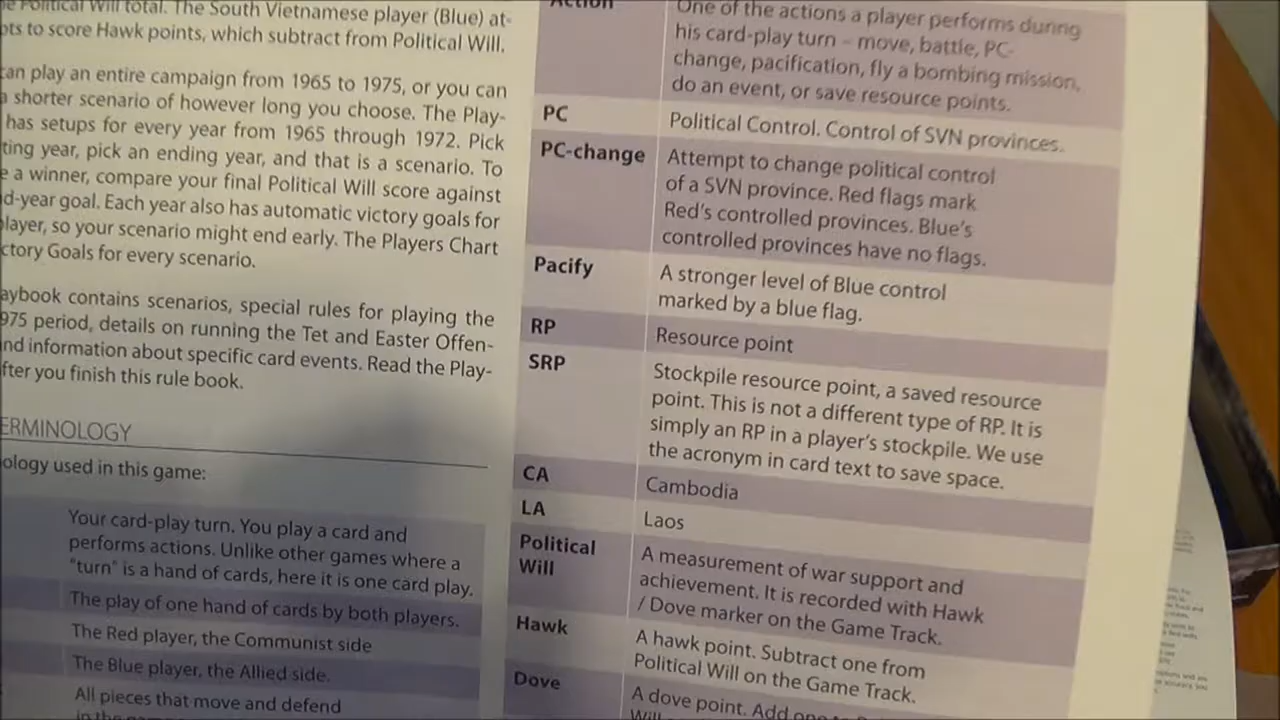 Political Will total. The South Vietnamese player (Blue) at-
to score Hawk points, which subtract from Political Will.
can play an entire campaign from 1965 to 1975, or you can
a shorter scenario of however long you choose. The Play-
has setups for every year from 1965 through 1972. Pick
ting year, pick an ending year, and that is a scenario. To
a winner, compare your final Political Will score against
d-year goal. Each year also has automatic victory goals for
layer, so your scenario might end early. The Players Chart
ctory Goals for every scenario.
aybook contains scenarios, special rules for playing the
975 period, details on running the Tet and Easter Offen-
nd information about specific card events. Read the Play-
fter you finish this rule book.
ERMINOLOGY
ology used in this game:
Your card-play turn. You play a card and
performs actions. Unlike other games where a
"turn" is a hand of cards, here it is one card play.
The play of one hand of cards by both players.
The Red player, the Communist side
The Blue player, the Allied side.
All pieces that move and defend
in the
Action
One of the actions a player performs during
his card-play turn – move, battle, PC-
change, pacification, fly a bombing mission,
do an event, or save resource points.
PC
Political Control. Control of SVN provinces.
PC-change
Attempt to change political control
of a SVN province. Red flags mark
Red's controlled provinces. Blue's
controlled provinces have no flags.
Pacify
A stronger level of Blue control
marked by a blue flag.
RP
Resource point
SRP
Stockpile resource point, a saved resource
point. This is not a different type of RP. It is
simply an RP in a player's stockpile. We use
the acronym in card text to save space.
CA
Cambodia
LA
Laos
Political
Will
A measurement of war support and
achievement. It is recorded with Hawk
/ Dove marker on the Game Track.
Hawk
A hawk point. Subtract one from
Political Will on the Game Track.
Dove
A dove point. Add one